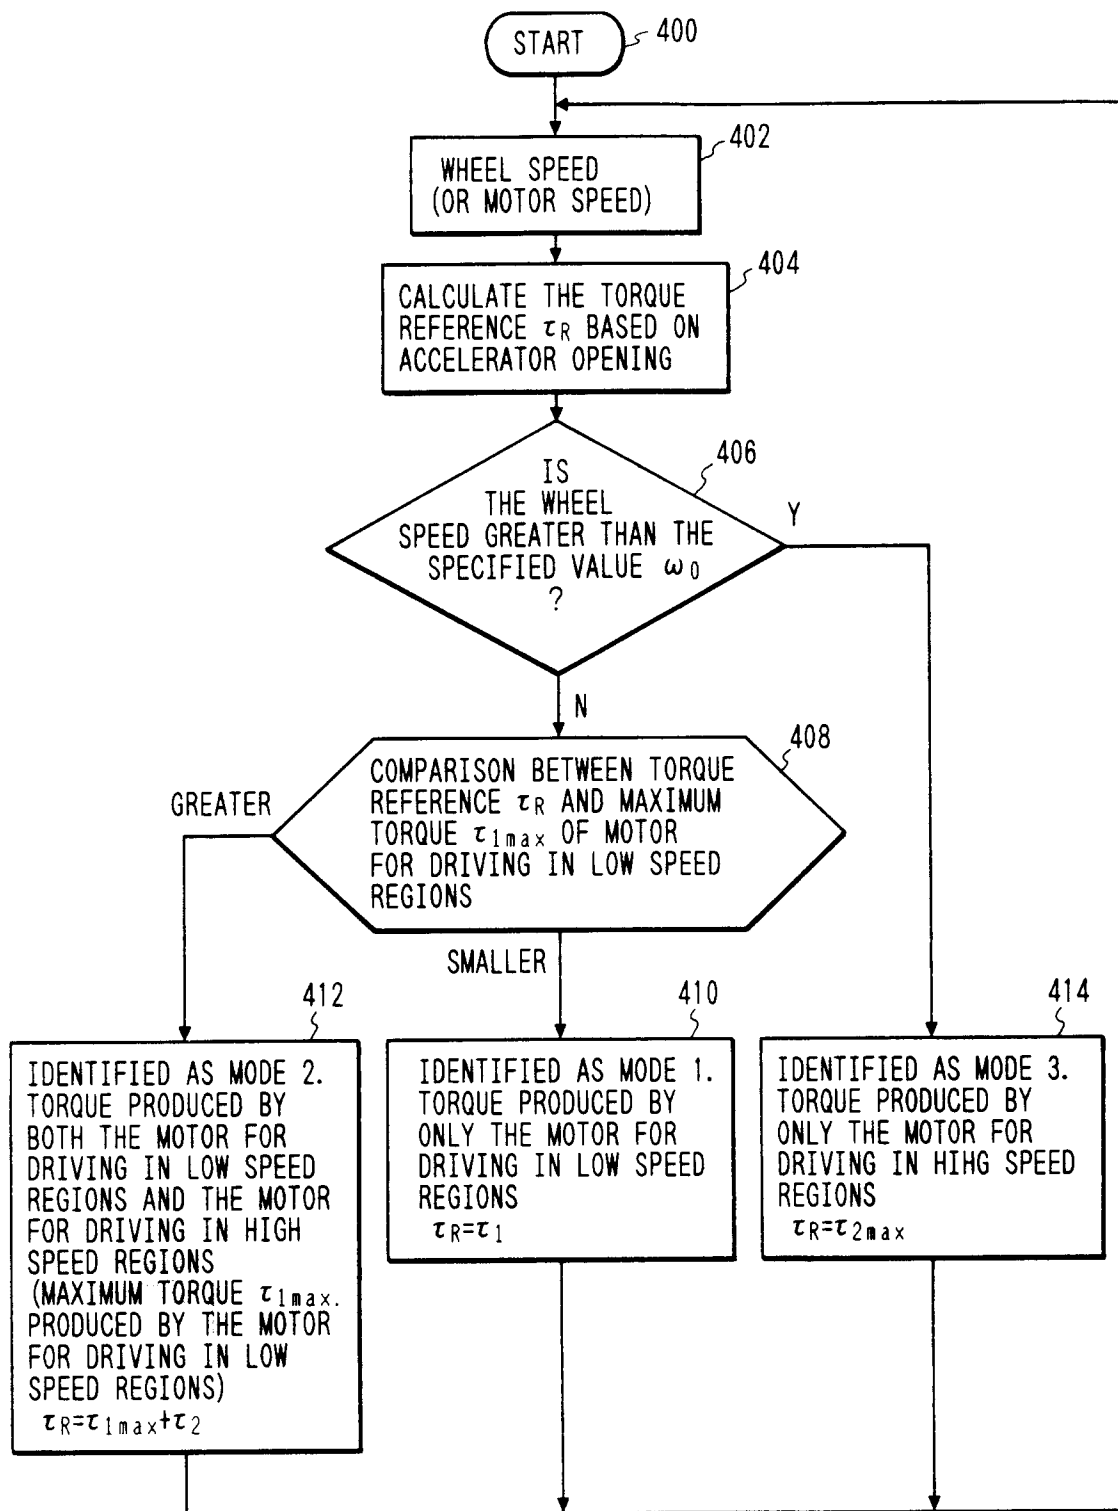 START
400
402
WHEEL SPEED
(OR MOTOR SPEED)
404
CALCULATE THE TORQUE
REFERENCE τR BASED ON
ACCELERATOR OPENING
406
IS
THE WHEEL
SPEED GREATER THAN THE
SPECIFIED VALUE ω0
?
Y
N
408
COMPARISON BETWEEN TORQUE
REFERENCE τR AND MAXIMUM
TORQUE τ1max OF MOTOR
FOR DRIVING IN LOW SPEED
REGIONS
GREATER
SMALLER
412
IDENTIFIED AS MODE 2.
TORQUE PRODUCED BY
BOTH THE MOTOR FOR
DRIVING IN LOW SPEED
REGIONS AND THE MOTOR
FOR DRIVING IN HIGH
SPEED REGIONS
(MAXIMUM TORQUE τ1max.
PRODUCED BY THE MOTOR
FOR DRIVING IN LOW
SPEED REGIONS)
τR=τ1max+τ2
410
IDENTIFIED AS MODE 1.
TORQUE PRODUCED BY
ONLY THE MOTOR FOR
DRIVING IN LOW SPEED
REGIONS
τR=τ1
414
IDENTIFIED AS MODE 3.
TORQUE PRODUCED BY
ONLY THE MOTOR FOR
DRIVING IN HIHG SPEED
REGIONS
τR=τ2max